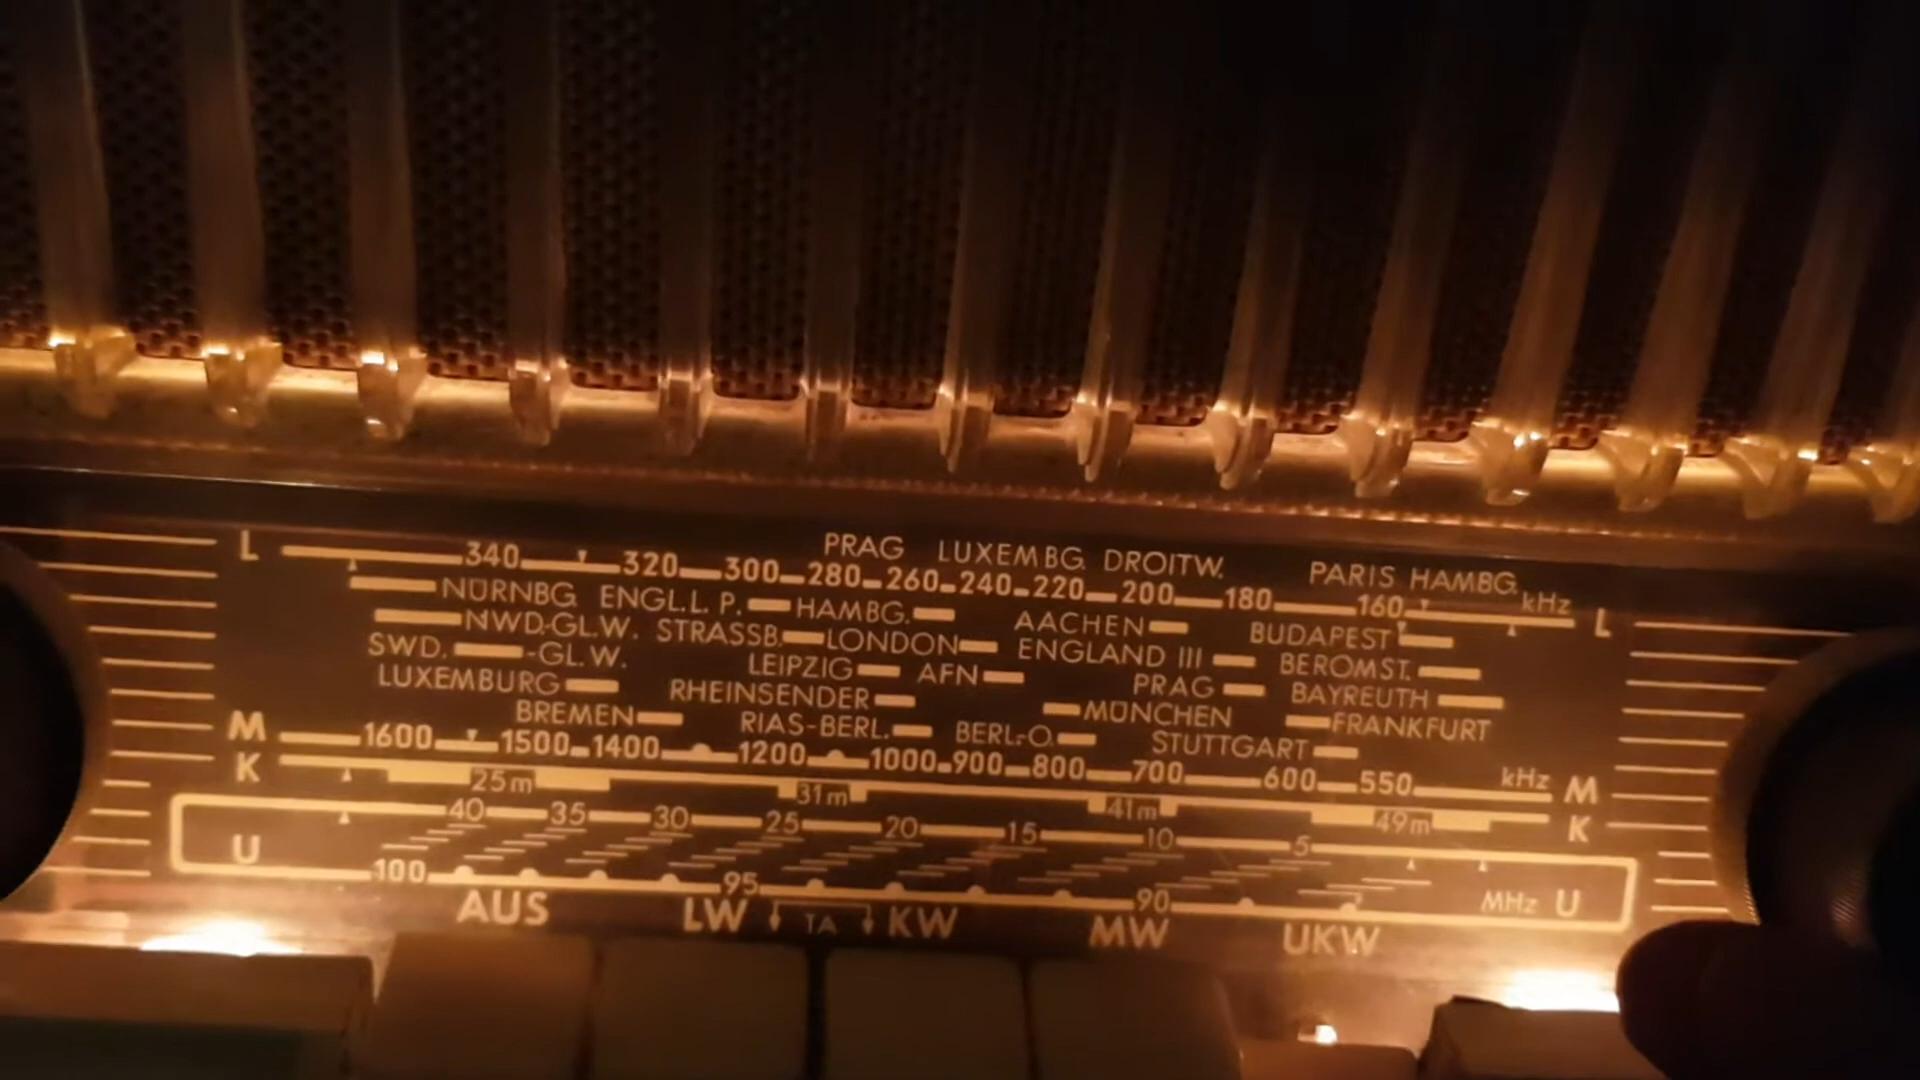 PRAG LUXEMBG. DROITW. PARIS HAMBG.
L 340 320 300 280 260 240 220 200 180 160 kHz L
NÜRNBG. ENGL.L.P. HAMBG. AACHEN BUDAPEST
NWD.-GL.W. STRASSB. LONDON ENGLAND III BEROMST.
SWD. -GL.W. LEIPZIG AFN PRAG BAYREUTH
LUXEMBURG RHEINSENDER MÜNCHEN FRANKFURT
BREMEN RIAS-BERL. BERL.-O. STUTTGART
M 1600 1500 1400 1200 1000 900 800 700 600 550 kHz M
K 25m 31m 41m 49m K
40 35 30 25 20 15 10 5
U 100 95 90 MHz U
AUS LW TA KW MW UKW